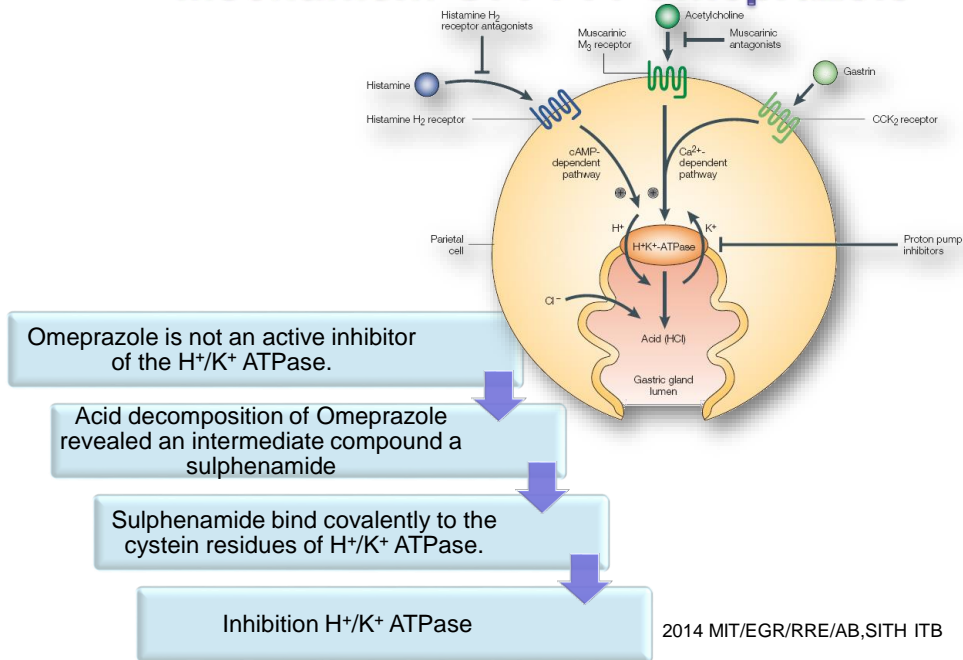 Acetylcholine
Histamine H₂
receptor antagonists
Muscarinic
M₃ receptor
Muscarinic
antagonists
Histamine
Gastrin
Histamine H₂ receptor
CCK₂ receptor
cAMP-
dependent
pathway
Ca²⁺-
dependent
pathway
H⁺
K⁺
Parietal
cell
H⁺K⁺-ATPase
Proton pump
inhibitors
Cl⁻
Acid (HCl)
Gastric gland
lumen
Omeprazole is not an active inhibitor
of the H⁺/K⁺ ATPase.
Acid decomposition of Omeprazole
revealed an intermediate compound a
sulphenamide
Sulphenamide bind covalently to the
cystein residues of H⁺/K⁺ ATPase.
Inhibition H⁺/K⁺ ATPase
2014 MIT/EGR/RRE/AB,SITH ITB